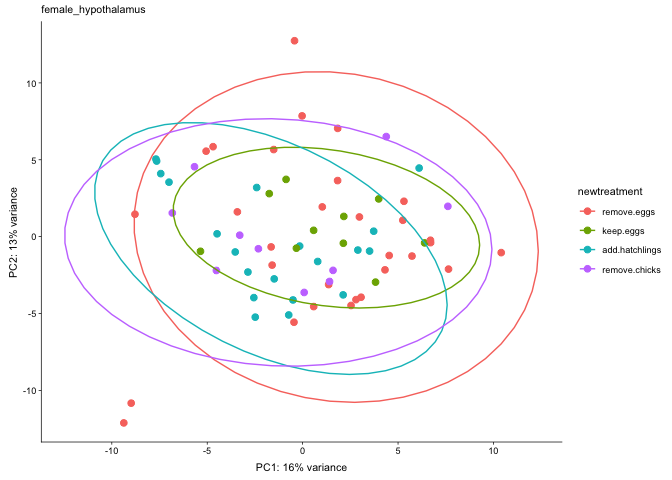 female_hypothalamus
10
5
0
-5
-10
PC2: 13% variance
-10
-5
0
5
10
PC1: 16% variance
newtreatment
remove.eggs
keep.eggs
add.hatchlings
remove.chicks